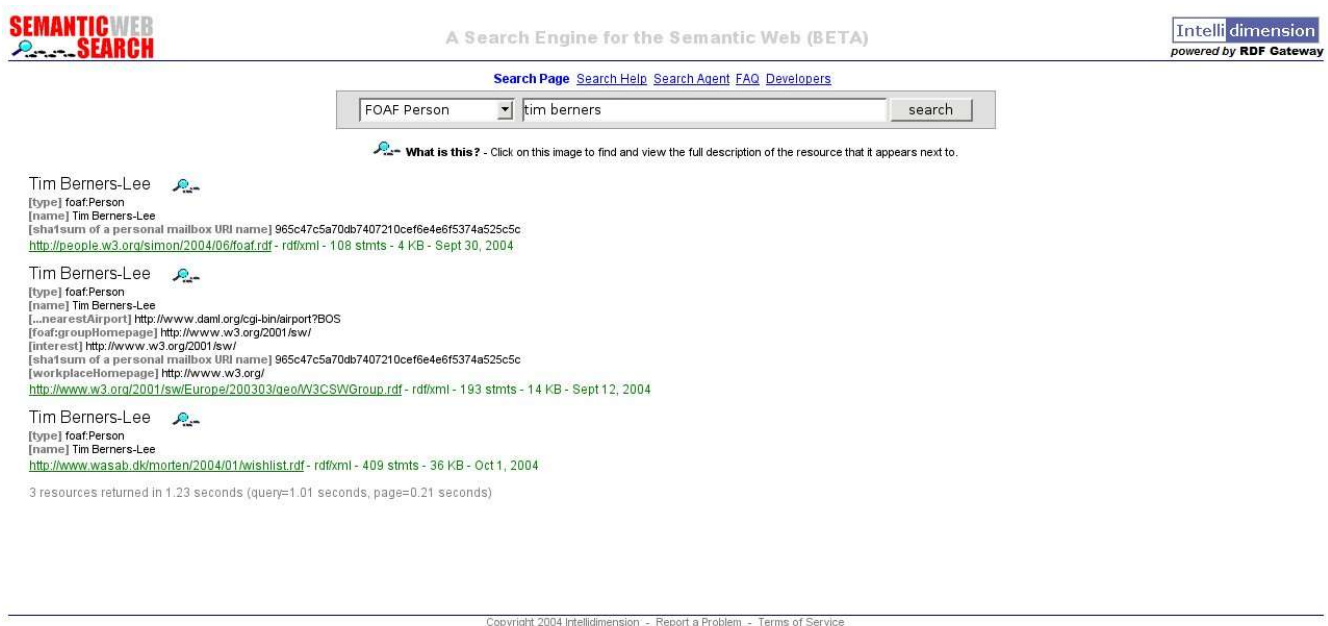 SEMANTICWEB
SEARCH
A Search Engine for the Semantic Web (BETA)
Intellidimension
powered by RDF Gateway
Search Page Search Help Search Agent FAQ Developers
FOAF Person tim berners search
What is this? - Click on this image to find and view the full description of the resource that it appears next to.
Tim Berners-Lee
[type] foaf:Person
[name] Tim Berners-Lee
[sha1sum of a personal mailbox URI name] 965c47c5a70db7407210cef6e4e6f5374a525c5c
http://people.w3.org/simon/2004/06/foaf.rdf - rdf/xml - 108 stmts - 4 KB - Sept 30, 2004
Tim Berners-Lee
[type] foaf:Person
[name] Tim Berners-Lee
[...nearestAirport] http://www.daml.org/cgi-bin/airport?BOS
[foaf:groupHomepage] http://www.w3.org/2001/sw/
[interest] http://www.w3.org/2001/sw/
[sha1sum of a personal mailbox URI name] 965c47c5a70db7407210cef6e4e6f5374a525c5c
[workplaceHomepage] http://www.w3.org/
http://www.w3.org/2001/sw/Europe/200303/geo/W3CSWGroup.rdf - rdf/xml - 193 stmts - 14 KB - Sept 12, 2004
Tim Berners-Lee
[type] foaf:Person
[name] Tim Berners-Lee
http://www.wasab.dk/morten/2004/01/wishlist.rdf - rdf/xml - 409 stmts - 36 KB - Oct 1, 2004
3 resources returned in 1.23 seconds (query=1.01 seconds, page=0.21 seconds)
Copyright 2004 Intellidimension - Report a Problem - Terms of Service